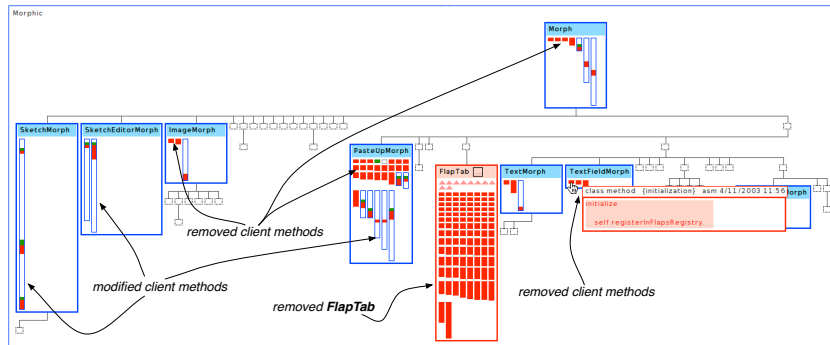 Morphic
Morph
SketchMorph
SketchEditorMorph
ImageMorph
PasteUpMorph
FlapTab
TextMorph
TextFieldMorph
class method {initialization} asm 4/11/2003 11:56
orph
initialize
self registerInFlapsRegistry.
removed client methods
modified client methods
removed FlapTab
removed client methods